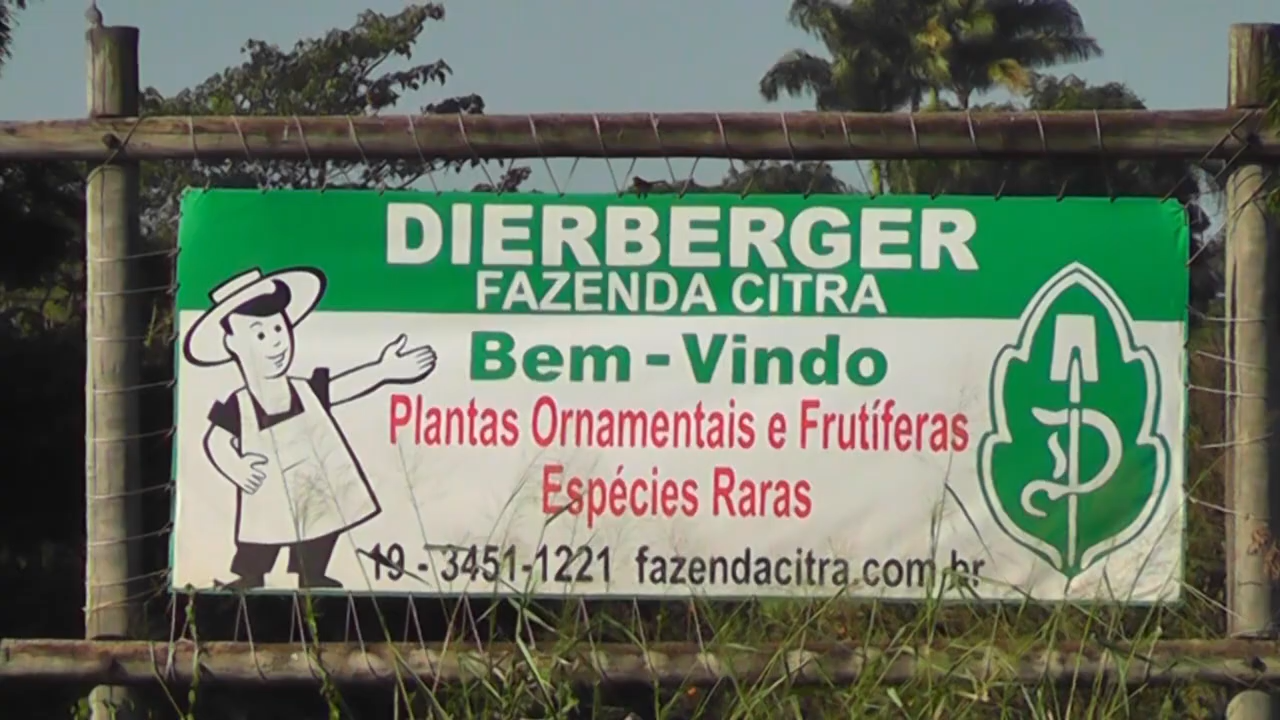 DIERBERGER
FAZENDA CITRA
Bem-Vindo
Plantas Ornamentais e Frutíferas
Espécies Raras
19 - 3451-1221 fazendacitra.com.br